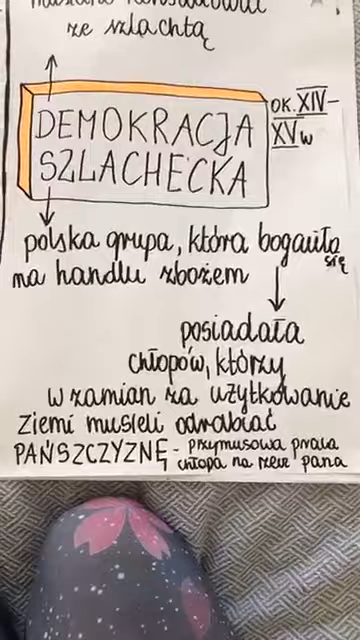 ze szlachtą
OK. XIV-
XVw
DEMOKRACJA
SZLACHECKA
polska grupa, która bogaciła
się
na handlu zbożem
posiadała
chłopów, którzy
w zamian za użytkowanie
ziemi musieli odrabiać
PAŃSZCZYZNĘ - przymusowa praca
chłopa na rzecz pana